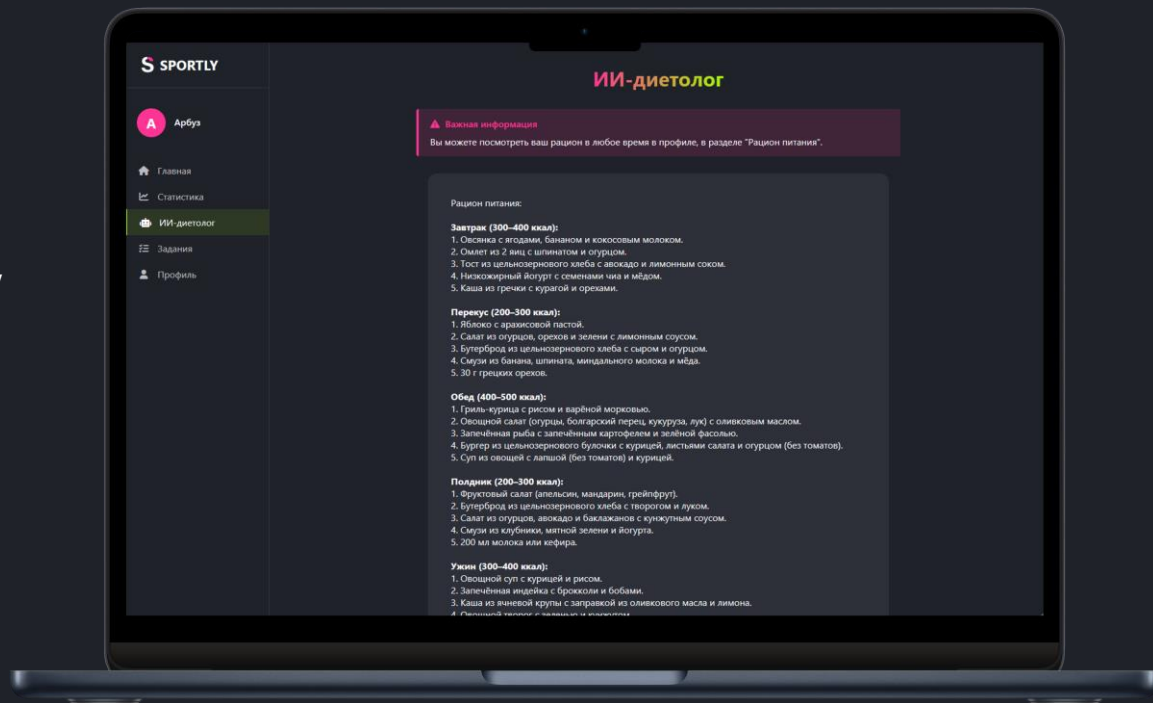 SPORTLY
Арбуз
Главная
Статистика
ИИ-диетолог
Задания
Профиль
ИИ-диетолог
Важная информация
Вы можете посмотреть ваш рацион в любое время в профиле, в разделе "Рацион питания".
Рацион питания:
Завтрак (300–400 ккал):
1. Овсянка с ягодами, бананом и кокосовым молоком.
2. Омлет из 2 яиц с шпинатом и огурцом.
3. Тост из цельнозернового хлеба с авокадо и лимонным соком.
4. Низкожирный йогурт с семенами чиа и мёдом.
5. Каша из гречки с курагой и орехами.
Перекус (200–300 ккал):
1. Яблоко с арахисовой пастой.
2. Салат из огурцов, орехов и зелени с лимонным соусом.
3. Бутерброд из цельнозернового хлеба с сыром и огурцом.
4. Смузи из банана, шпината, миндального молока и мёда.
5. 30 г грецких орехов.
Обед (400–500 ккал):
1. Гриль-курица с рисом и варёной морковью.
2. Овощной салат (огурцы, болгарский перец, кукуруза, лук) с оливковым маслом.
3. Запечённая рыба с запечённым картофелем и зелёной фасолью.
4. Бургер из цельнозернового булочки с курицей, листьями салата и огурцом (без томатов).
5. Суп из овощей с лапшой (без томатов) и курицей.
Полдник (200–300 ккал):
1. Фруктовый салат (апельсин, мандарин, грейпфрут).
2. Бутерброд из цельнозернового хлеба с творогом и луком.
3. Салат из огурцов, авокадо и баклажанов с кунжутным соусом.
4. Смузи из клубники, мятной зелени и йогурта.
5. 200 мл молока или кефира.
Ужин (300–400 ккал):
1. Овощной суп с курицей и рисом.
2. Запечённая индейка с брокколи и бобами.
3. Каша из ячневой крупы с заправкой из оливкового масла и лимона.
4. Овощной творог с зеленью и